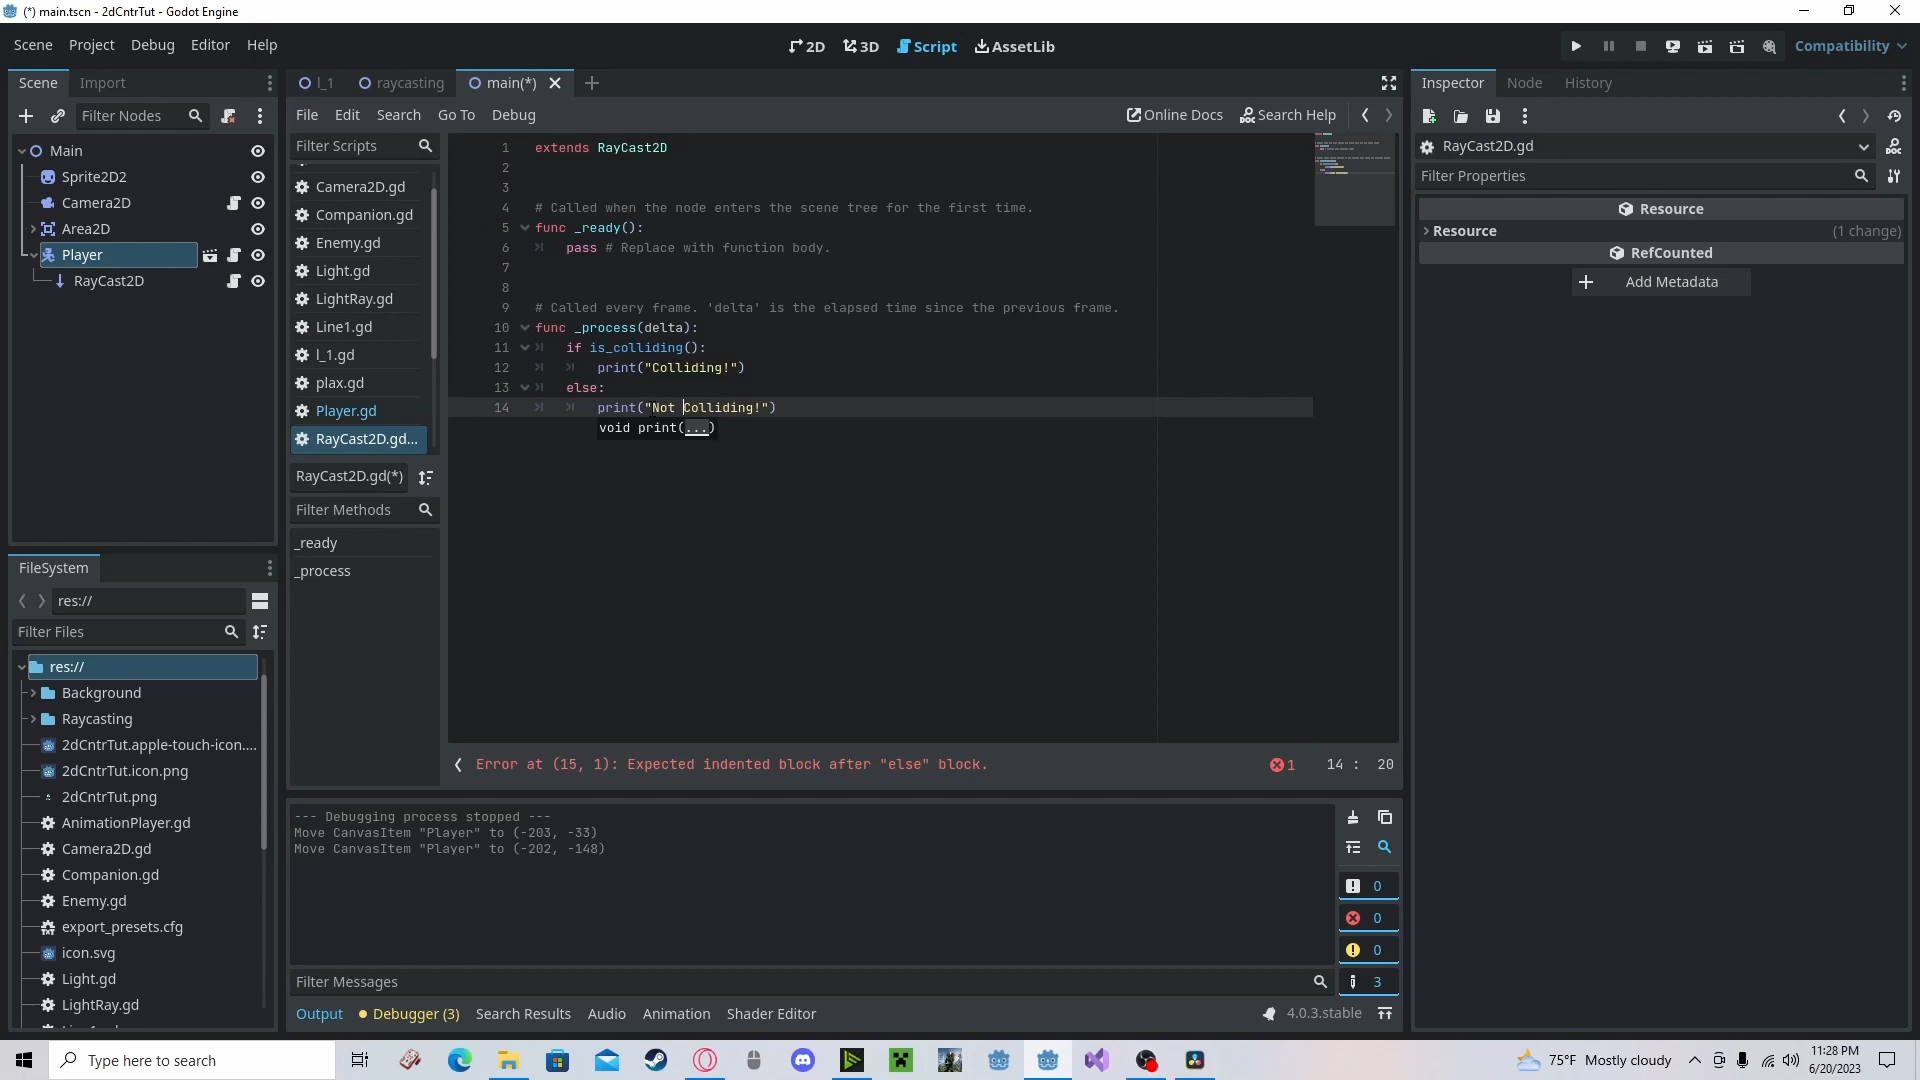 (*) main.tscn - 2dCntrTut - Godot Engine
Scene Project Debug Editor Help
2D 3D Script AssetLib
Compatibility
Scene Import
Filter Nodes
Main
Sprite2D2
Camera2D
Area2D
Player
RayCast2D
FileSystem
res://
Filter Files
res://
Background
Raycasting
2dCntrTut.apple-touch-icon....
2dCntrTut.icon.png
2dCntrTut.png
AnimationPlayer.gd
Camera2D.gd
Companion.gd
Enemy.gd
export_presets.cfg
icon.svg
Light.gd
LightRay.gd
l_1 raycasting main(*)
File Edit Search Go To Debug
Online Docs Search Help
Filter Scripts
Camera2D.gd
Companion.gd
Enemy.gd
Light.gd
LightRay.gd
Line1.gd
l_1.gd
plax.gd
Player.gd
RayCast2D.gd...
RayCast2D.gd(*)
Filter Methods
_ready
_process
1 extends RayCast2D
2
3
4 # Called when the node enters the scene tree for the first time.
5 func _ready():
6 pass # Replace with function body.
7
8
9 # Called every frame. 'delta' is the elapsed time since the previous frame.
10 func _process(delta):
11 if is_colliding():
12 print("Colliding!")
13 else:
14 print("Not Colliding!")
void print(...)
Error at (15, 1): Expected indented block after "else" block.
1 14 : 20
--- Debugging process stopped ---
Move CanvasItem "Player" to (-203, -33)
Move CanvasItem "Player" to (-202, -148)
0
0
0
3
Filter Messages
Output Debugger (3) Search Results Audio Animation Shader Editor
4.0.3.stable
Inspector Node History
RayCast2D.gd
Filter Properties
Resource
Resource (1 change)
RefCounted
Add Metadata
Type here to search
75°F Mostly cloudy
11:28 PM
6/20/2023